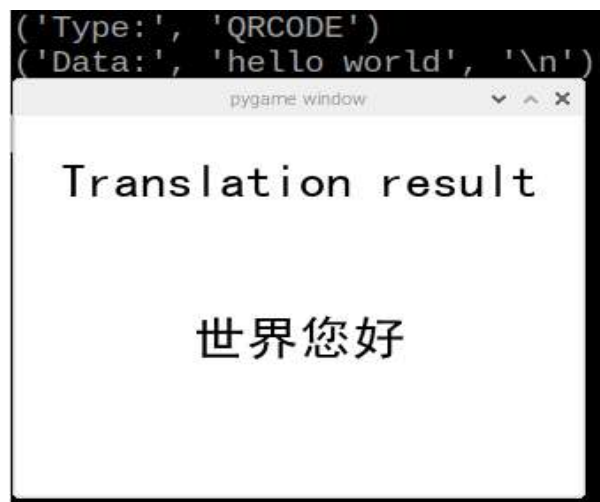 ('Type:', 'QRCODE')
('Data:', 'hello world', '\n')
pygame window
Translation result
世界您好